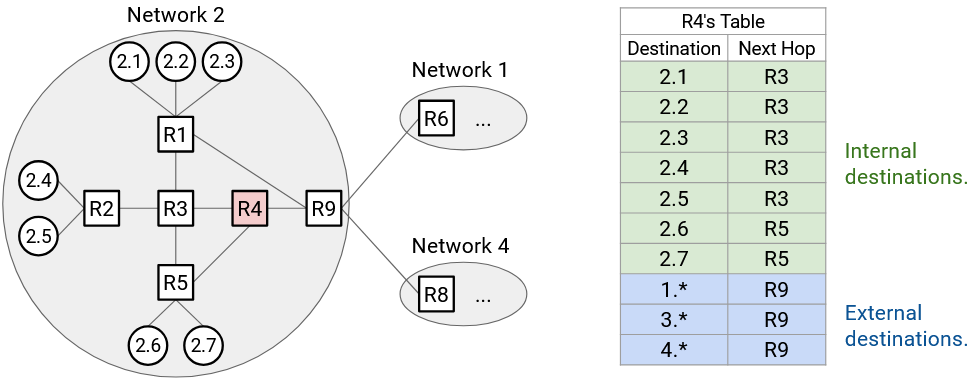 Network 2
2.1
2.2
2.3
R1
2.4
2.5
R2
R3
R4
R9
R5
2.6
2.7
Network 1
R6
...
Network 4
R8
...
R4's Table
Destination Next Hop
2.1 R3
2.2 R3
2.3 R3
2.4 R3
2.5 R3
2.6 R5
2.7 R5
1.* R9
3.* R9
4.* R9
Internal
destinations.
External
destinations.